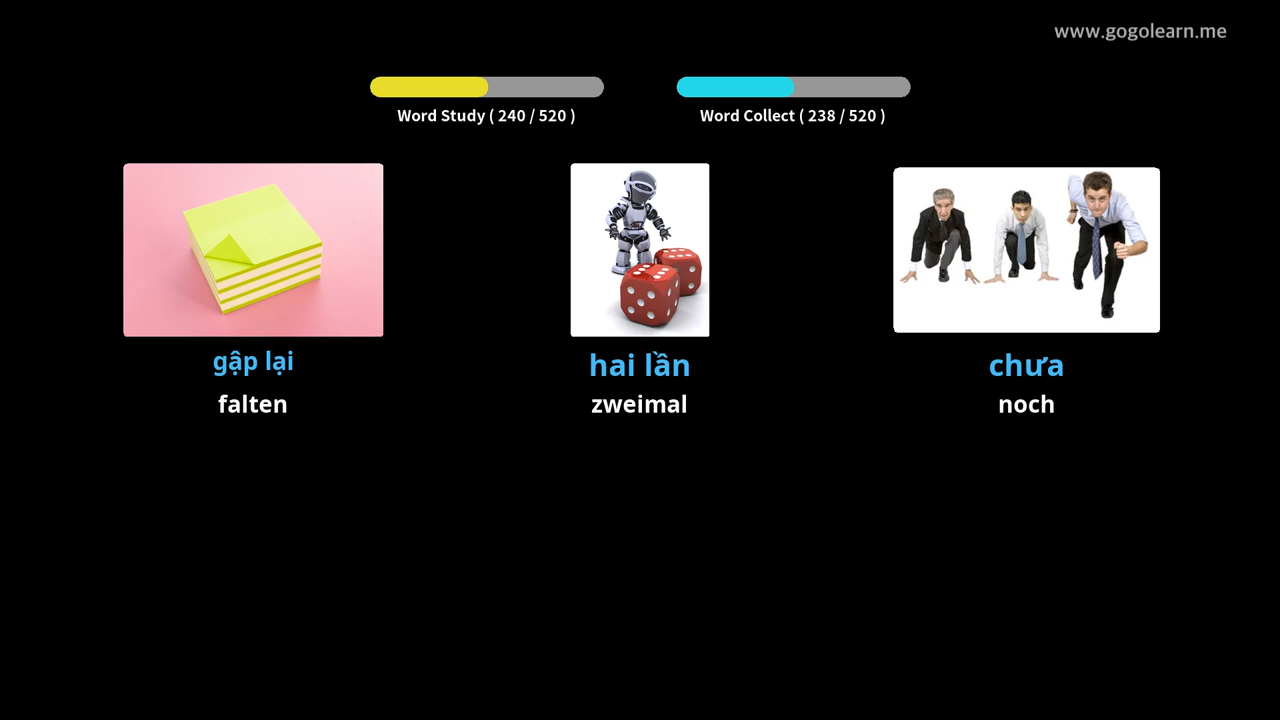 www.gogolearn.me
Word Study ( 240 / 520 )
Word Collect ( 238 / 520 )
gập lại
hai lần
chưa
falten
zweimal
noch